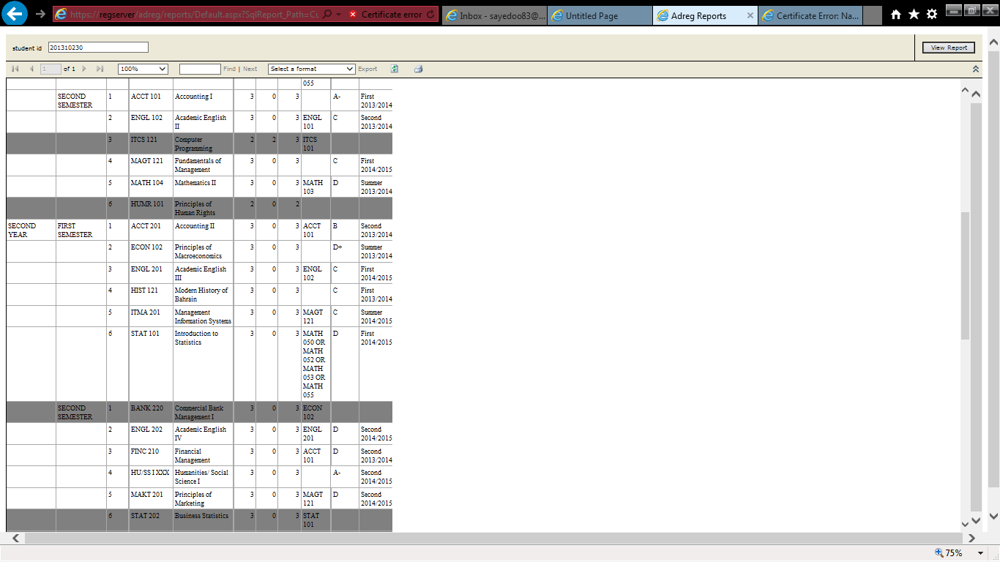 https://regserver/adreg/reports/Default.aspx?SqlReport_Path=Cu Certificate error Inbox - sayedoo83@... Untitled Page Adreg Reports Certificate Error: Na...
student id 201310230 View Report
1 of 1 100% Find | Next Select a format Export
055
SECOND SEMESTER 1 ACCT 101 Accounting I 3 0 3 A- First 2013/2014
2 ENGL 102 Academic English II 3 0 3 ENGL 101 C Second 2013/2014
3 ITCS 121 Computer Programming 2 2 3 ITCS 101
4 MAGT 121 Fundamentals of Management 3 0 3 C First 2014/2015
5 MATH 104 Mathematics II 3 0 3 MATH 103 D Summer 2013/2014
6 HUMR 101 Principles of Human Rights 2 0 2
SECOND YEAR FIRST SEMESTER 1 ACCT 201 Accounting II 3 0 3 ACCT 101 B Second 2013/2014
2 ECON 102 Principles of Macroeconomics 3 0 3 D+ Summer 2013/2014
3 ENGL 201 Academic English III 3 0 3 ENGL 102 C First 2014/2015
4 HIST 121 Modern History of Bahrain 3 0 3 C First 2013/2014
5 ITMA 201 Management Information Systems 3 0 3 MAGT 121 C Summer 2014/2015
6 STAT 101 Introduction to Statistics 3 0 3 MATH 050 OR MATH 052 OR MATH 053 OR MATH 055 D First 2014/2015
SECOND SEMESTER 1 BANK 220 Commercial Bank Management I 3 0 3 ECON 102
2 ENGL 202 Academic English IV 3 0 3 ENGL 201 D Second 2014/2015
3 FINC 210 Financial Management 3 0 3 ACCT 101 D Second 2013/2014
4 HU/SS I XXX Humanities/ Social Science I 3 0 3 A- Second 2014/2015
5 MAKT 201 Principles of Marketing 3 0 3 MAGT 121 D Second 2014/2015
6 STAT 202 Business Statistics 3 0 3 STAT 101
75%